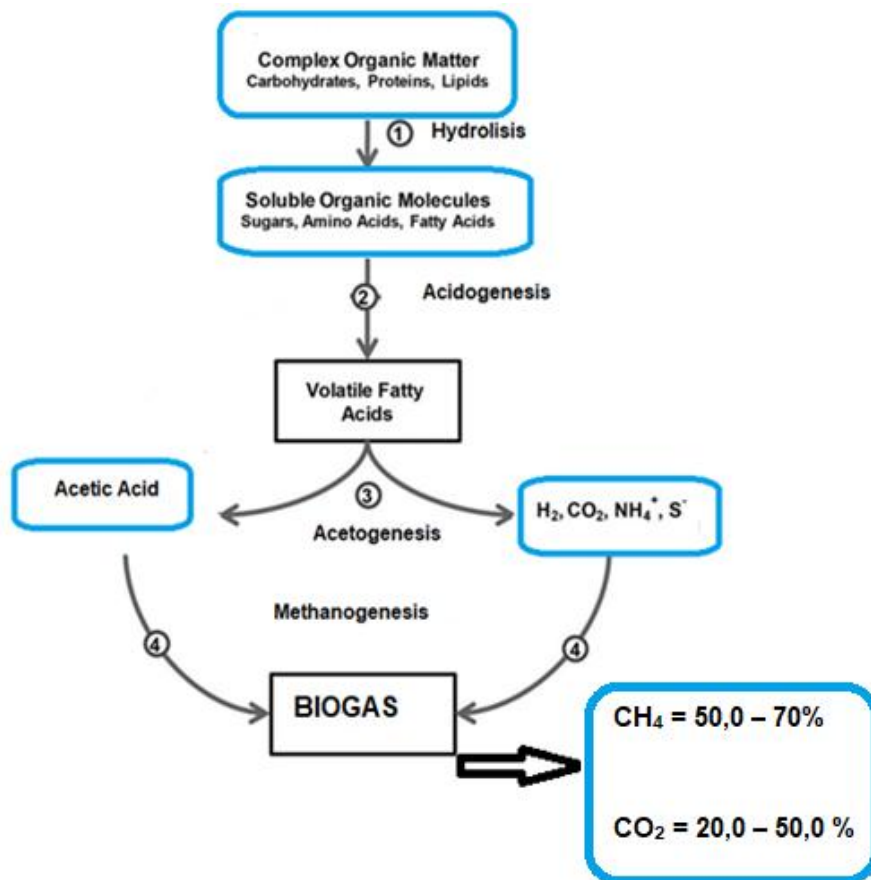 Complex Organic Matter
Carbohydrates, Proteins, Lipids
1 Hydrolisis
Soluble Organic Molecules
Sugars, Amino Acids, Fatty Acids
2 Acidogenesis
Volatile Fatty
Acids
Acetic Acid
3
H₂, CO₂, NH₄⁺, S⁻
Acetogenesis
Methanogenesis
4
4
BIOGAS
CH₄ = 50,0 – 70%
CO₂ = 20,0 – 50,0 %